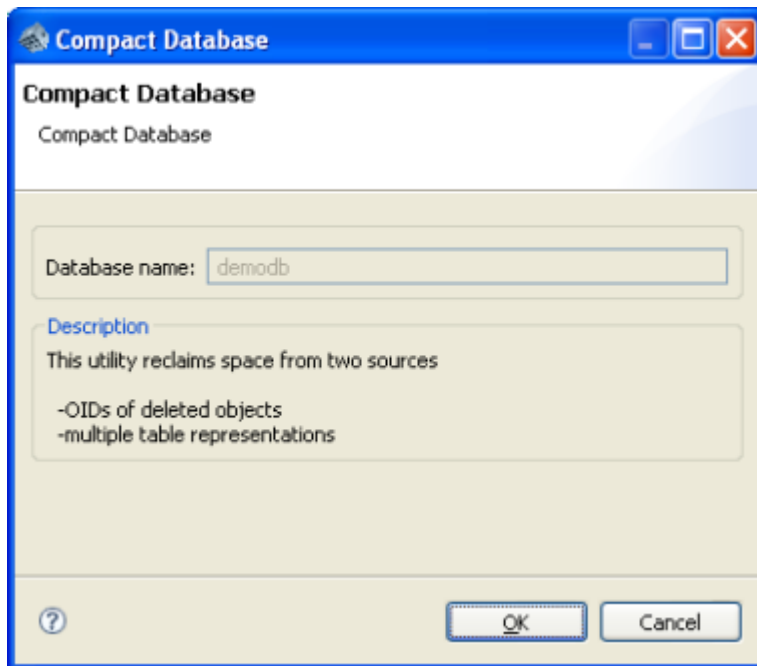 Compact Database
Compact Database
Compact Database
Database name: demodb
Description
This utility reclaims space from two sources
-OIDs of deleted objects
-multiple table representations
? OK Cancel